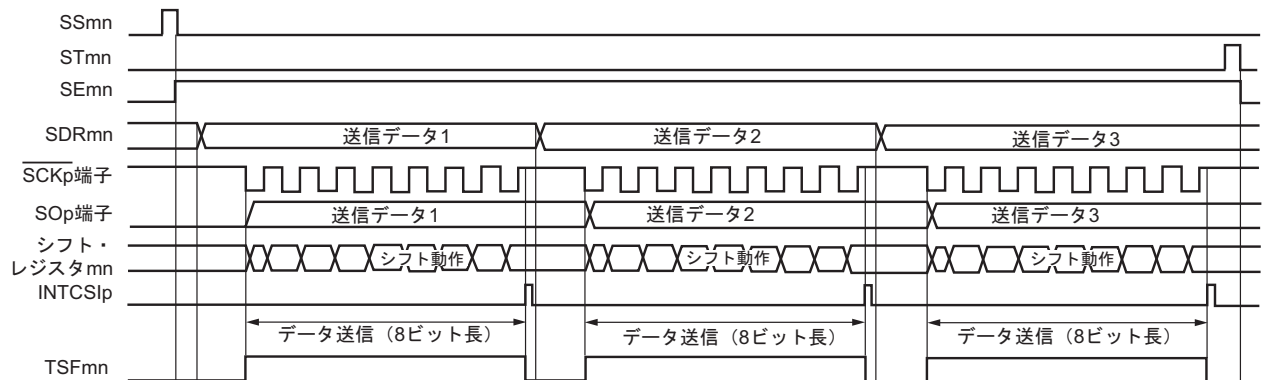 SSmn
STmn
SEmn
SDRmn 送信データ1 送信データ2 送信データ3
SCKp端子
SOp端子 送信データ1 送信データ2 送信データ3
シフト・
レジスタmn シフト動作 シフト動作 シフト動作
INTCSIp
データ送信（8ビット長） データ送信（8ビット長） データ送信（8ビット長）
TSFmn